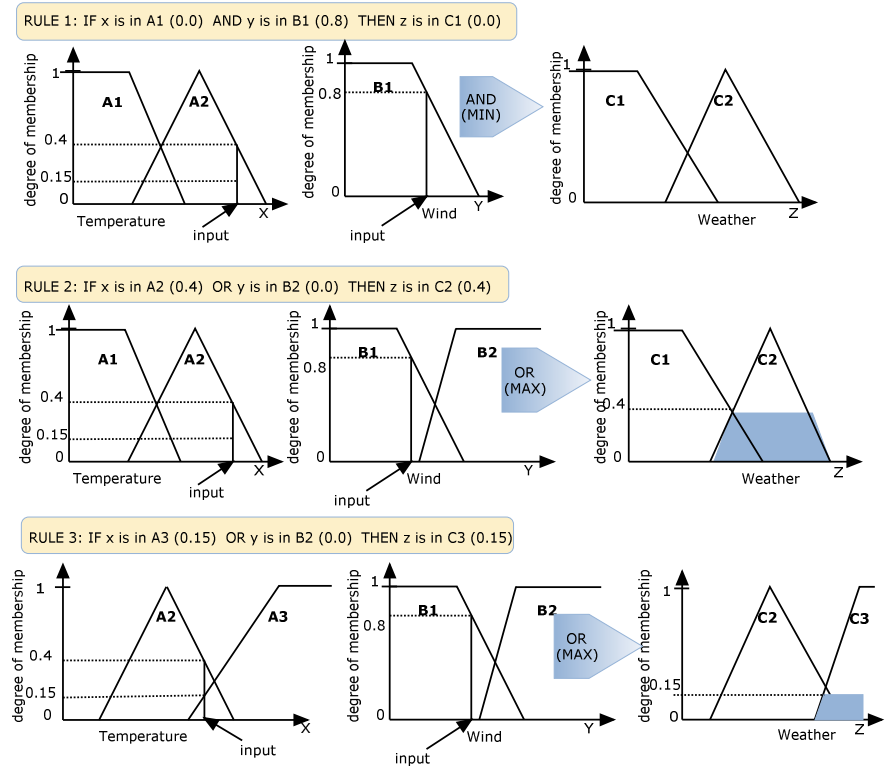 RULE 1: IF x is in A1 (0.0)  AND y is in B1 (0.8)  THEN z is in C1 (0.0)
degree of membership
1
A1
A2
0.4
0.15
0
Temperature
X
input
degree of membership
1
B1
0.8
0
Wind
Y
input
AND
(MIN)
degree of membership
1
C1
C2
0
Weather
Z
RULE 2: IF x is in A2 (0.4)  OR y is in B2 (0.0)  THEN z is in C2 (0.4)
degree of membership
1
A1
A2
0.4
0.15
0
Temperature
X
input
degree of membership
1
B1
B2
0.8
0
Wind
Y
input
OR
(MAX)
degree of membership
1
C1
C2
0.4
0
Weather
Z
RULE 3: IF x is in A3 (0.15)  OR y is in B2 (0.0)  THEN z is in C3 (0.15)
degree of membership
1
A2
A3
0.4
0.15
0
Temperature
X
input
degree of membership
1
B1
B2
0.8
0
Wind
Y
input
OR
(MAX)
degree of membership
1
C2
C3
0.15
0
Weather
Z